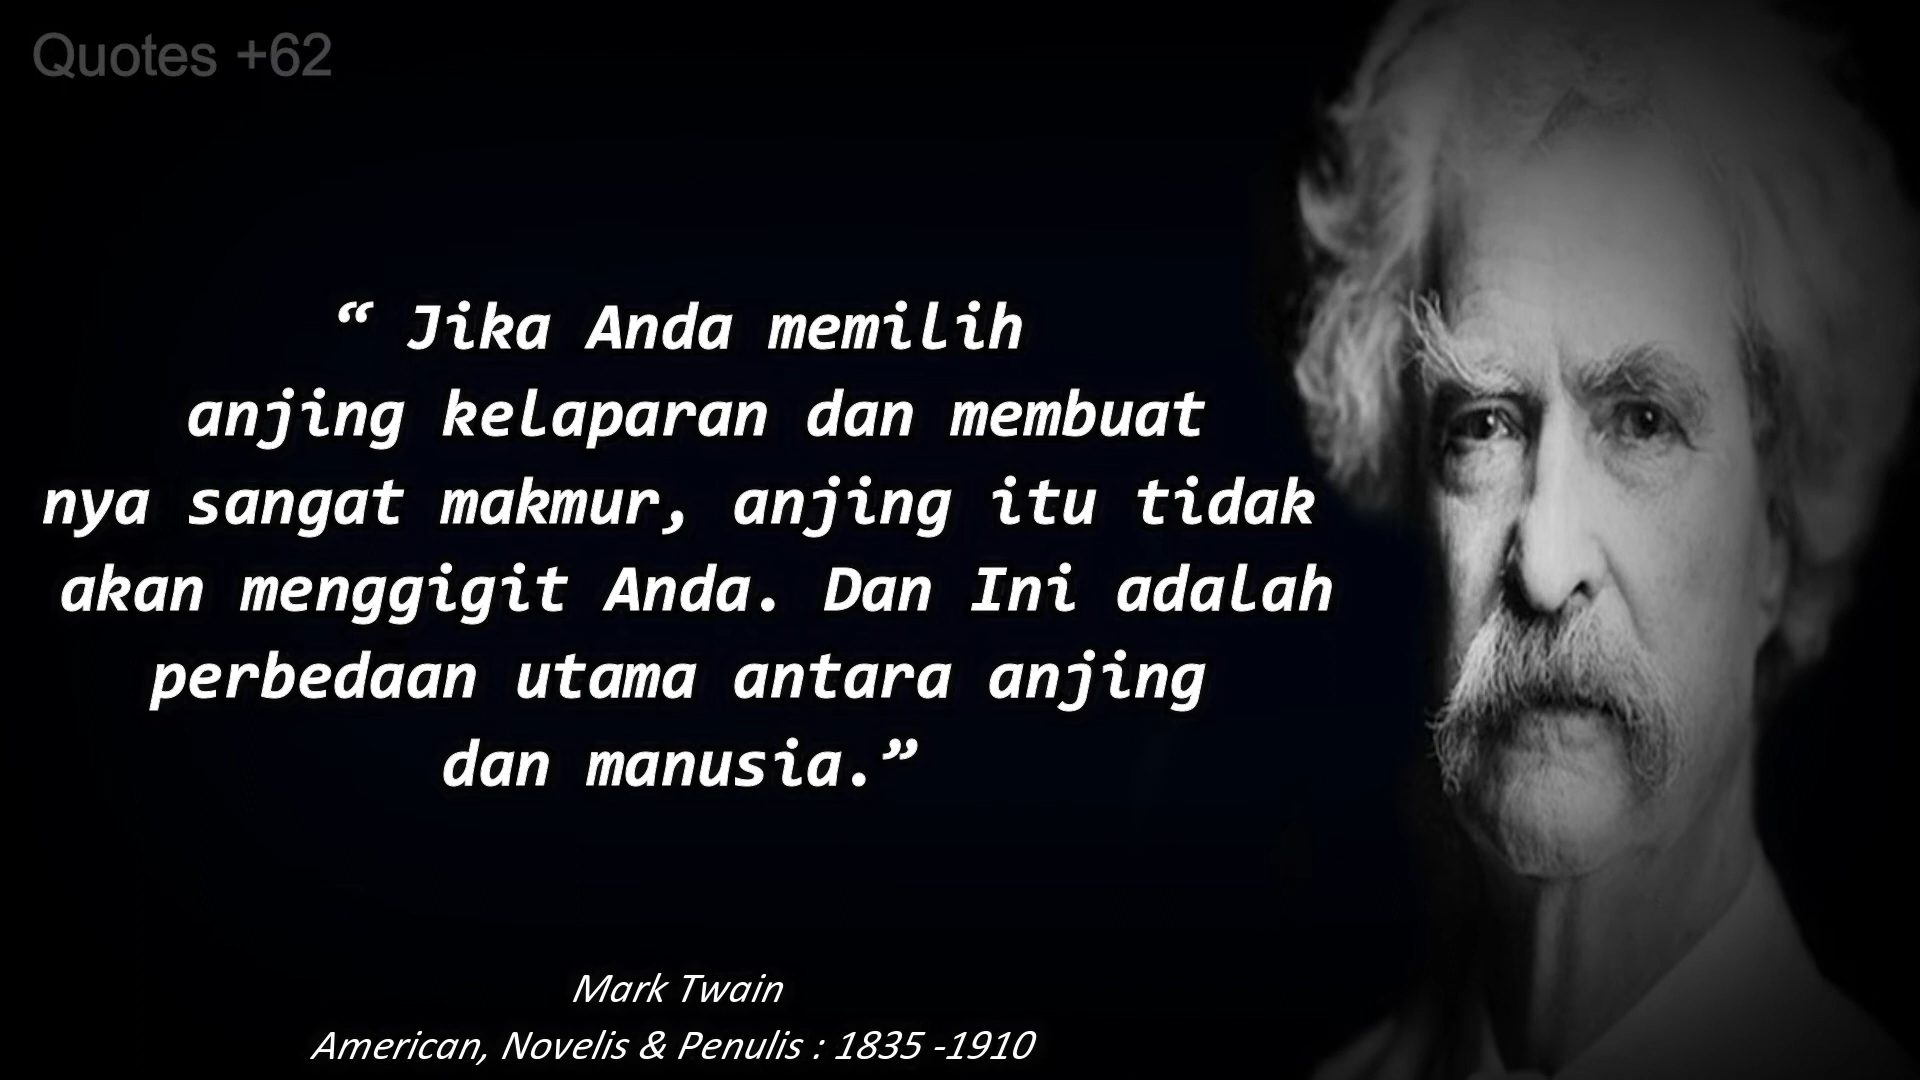 Quotes +62
“ Jika Anda memilih
anjing kelaparan dan membuat
nya sangat makmur, anjing itu tidak
akan menggigit Anda. Dan Ini adalah
perbedaan utama antara anjing
dan manusia.”
Mark Twain
American, Novelis & Penulis : 1835 -1910